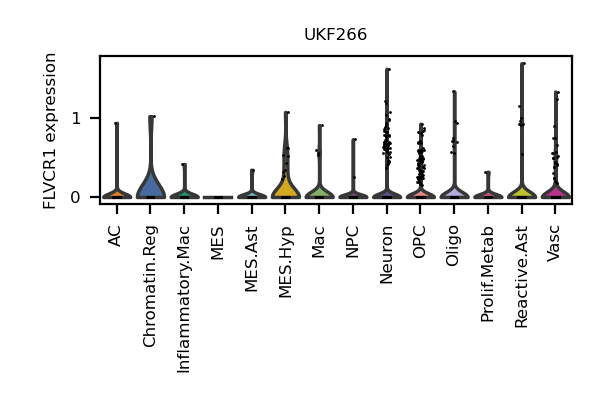 UKF266
FLVCR1 expression
1
0
AC
Chromatin.Reg
Inflammatory.Mac
MES
MES.Ast
MES.Hyp
Mac
NPC
Neuron
OPC
Oligo
Prolif.Metab
Reactive.Ast
Vasc